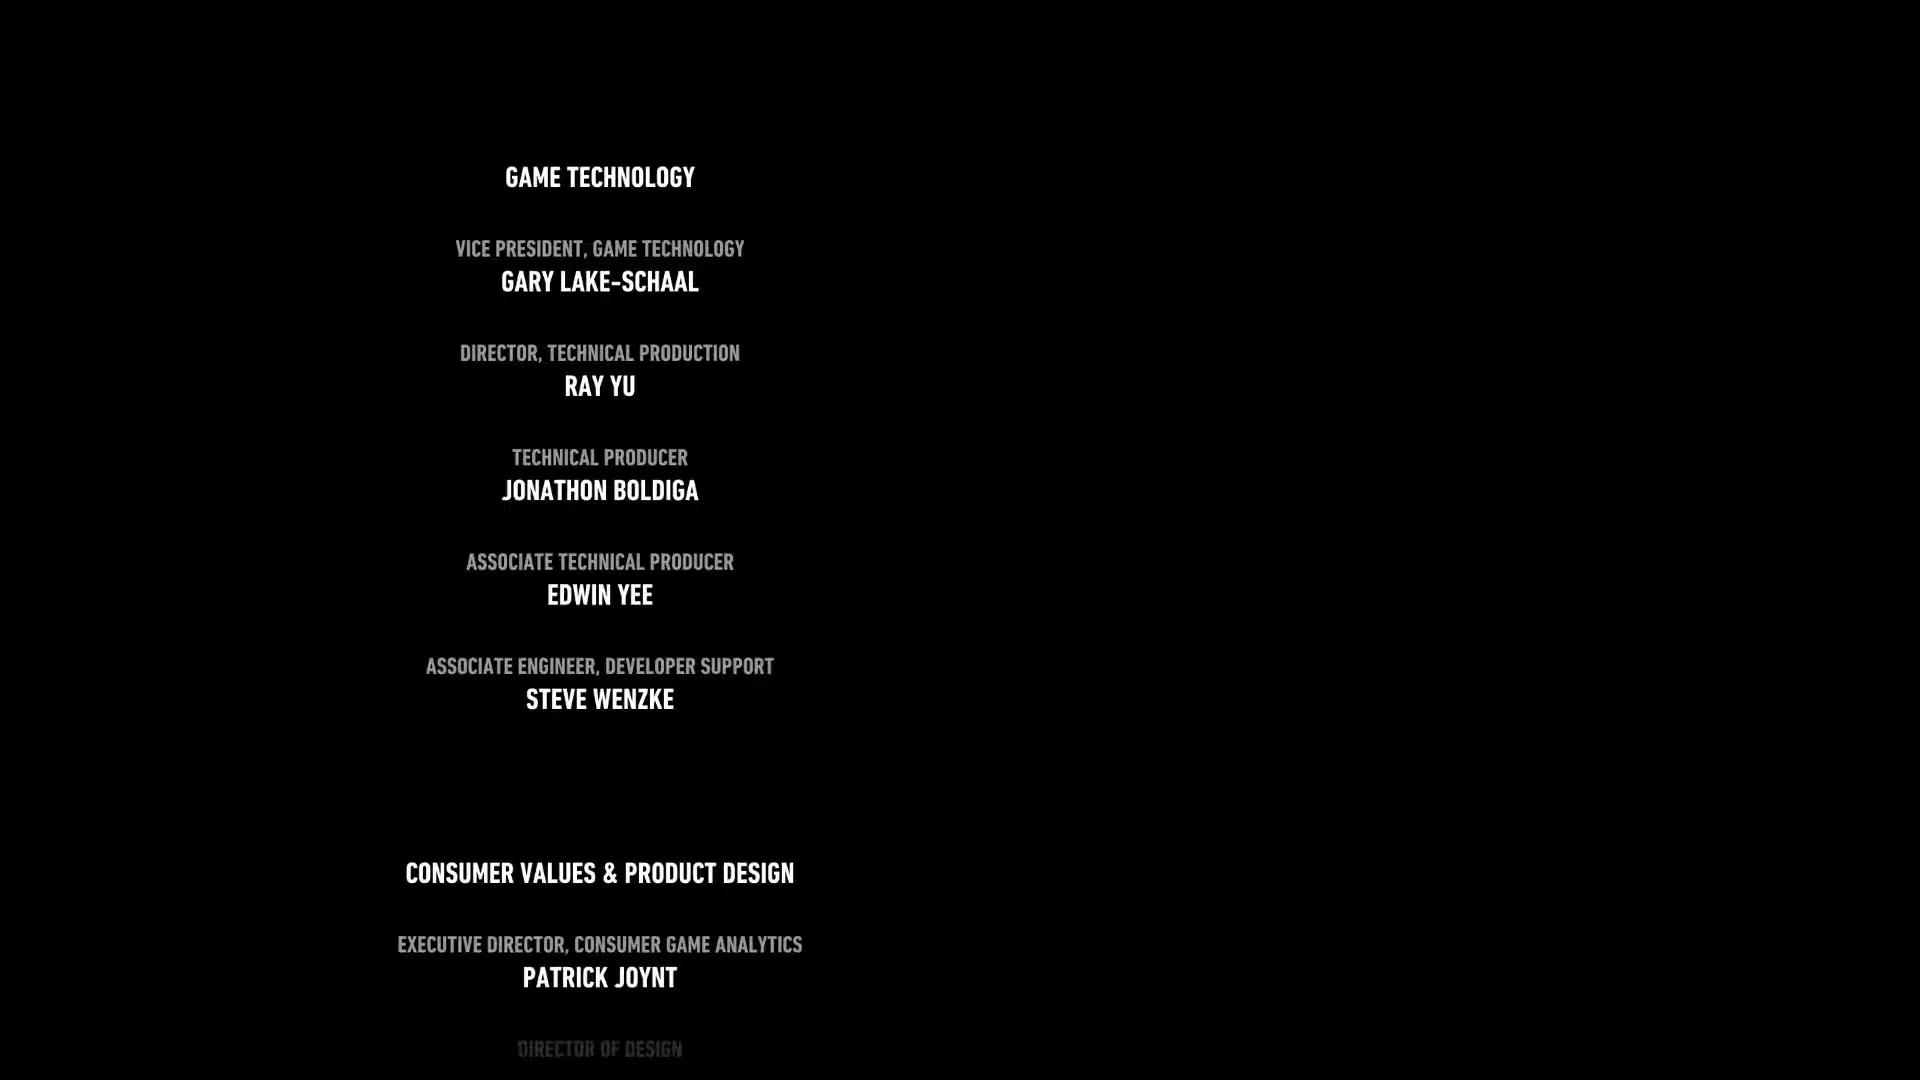 GAME TECHNOLOGY
VICE PRESIDENT, GAME TECHNOLOGY
GARY LAKE-SCHAAL
DIRECTOR, TECHNICAL PRODUCTION
RAY YU
TECHNICAL PRODUCER
JONATHON BOLDIGA
ASSOCIATE TECHNICAL PRODUCER
EDWIN YEE
ASSOCIATE ENGINEER, DEVELOPER SUPPORT
STEVE WENZKE
CONSUMER VALUES & PRODUCT DESIGN
EXECUTIVE DIRECTOR, CONSUMER GAME ANALYTICS
PATRICK JOYNT
DIRECTOR OF DESIGN